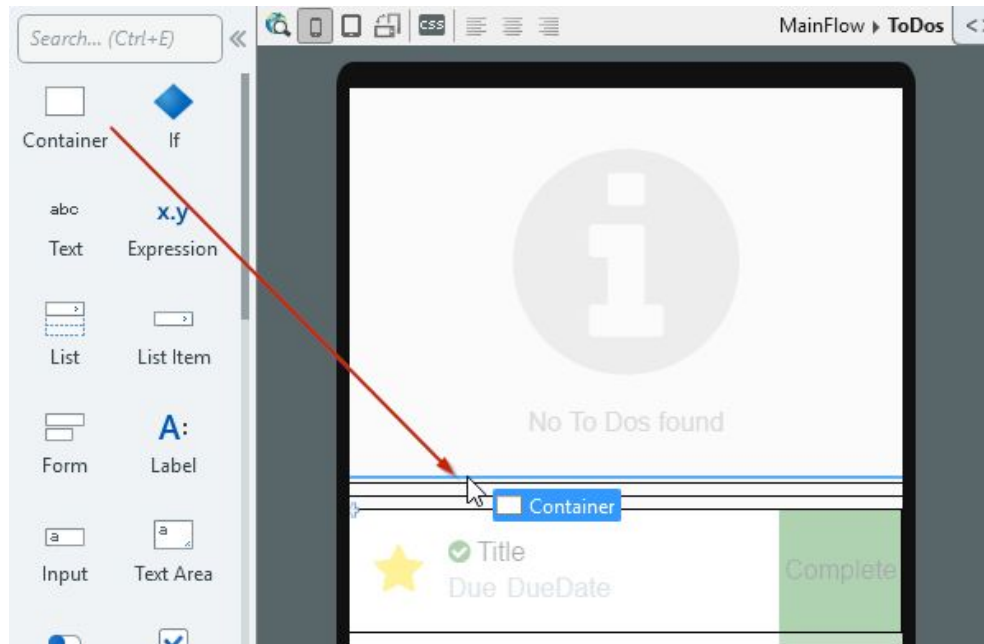 Search... (Ctrl+E)
CSS
MainFlow ▸ ToDos
Container
If
abc
x.y
Text
Expression
List
List Item
Form
A:
Label
a
a
Input
Text Area
No To Dos found
Container
Title
Due DueDate
Complete